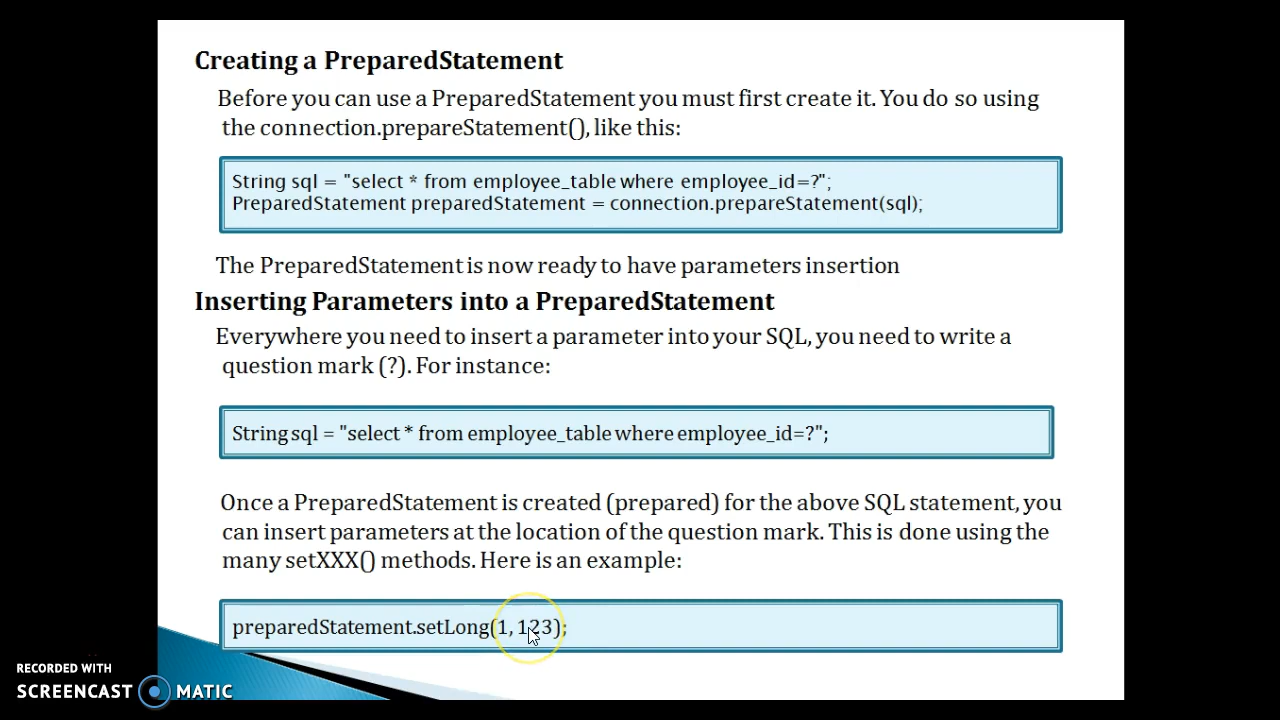 Creating a PreparedStatement
Before you can use a PreparedStatement you must first create it. You do so using
the connection.prepareStatement(), like this:
String sql = "select * from employee_table where employee_id=?";
PreparedStatement preparedStatement = connection.prepareStatement(sql);
The PreparedStatement is now ready to have parameters insertion
Inserting Parameters into a PreparedStatement
Everywhere you need to insert a parameter into your SQL, you need to write a
question mark (?). For instance:
String sql = "select * from employee_table where employee_id=?";
Once a PreparedStatement is created (prepared) for the above SQL statement, you
can insert parameters at the location of the question mark. This is done using the
many setXXX() methods. Here is an example:
preparedStatement.setLong(1, 123);
RECORDED WITH
SCREENCAST MATIC